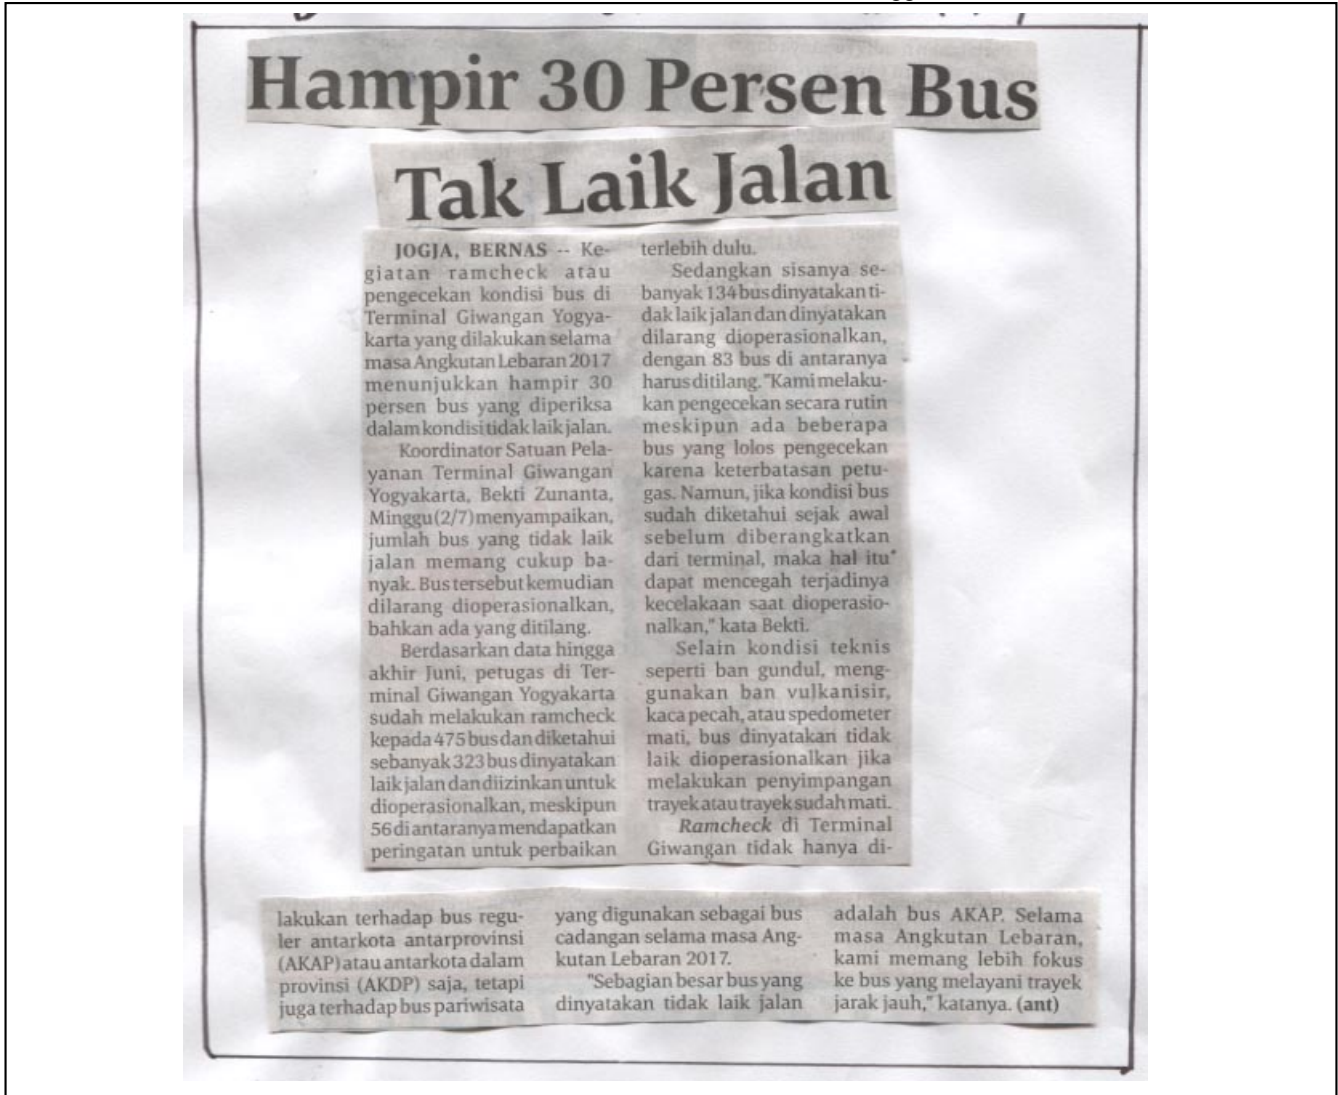 Hampir 30 Persen Bus
Tak Laik Jalan
JOGJA, BERNAS -- Ke-
giatan ramcheck atau
pengecekan kondisi bus di
Terminal Giwangan Yogya-
karta yang dilakukan selama
masa Angkutan Lebaran 2017
menunjukkan hampir 30
persen bus yang diperiksa
dalam kondisi tidak laik jalan.
Koordinator Satuan Pela-
yanan Terminal Giwangan
Yogyakarta, Bekti Zunanta,
Minggu (2/7) menyampaikan,
jumlah bus yang tidak laik
jalan memang cukup ba-
nyak. Bus tersebut kemudian
dilarang dioperasionalkan,
bahkan ada yang ditilang.
Berdasarkan data hingga
akhir Juni, petugas di Ter-
minal Giwangan Yogyakarta
sudah melakukan ramcheck
kepada 475 bus dan diketahui
sebanyak 323 bus dinyatakan
laik jalan dan diizinkan untuk
dioperasionalkan, meskipun
56 di antaranya mendapatkan
peringatan untuk perbaikan
terlebih dulu.
Sedangkan sisanya se-
banyak 134 bus dinyatakan ti-
dak laik jalan dan dinyatakan
dilarang dioperasionalkan,
dengan 83 bus di antaranya
harus ditilang. "Kami melaku-
kan pengecekan secara rutin
meskipun ada beberapa
bus yang lolos pengecekan
karena keterbatasan petu-
gas. Namun, jika kondisi bus
sudah diketahui sejak awal
sebelum diberangkatkan
dari terminal, maka hal itu
dapat mencegah terjadinya
kecelakaan saat dioperasio-
nalkan," kata Bekti.
Selain kondisi teknis
seperti ban gundul, meng-
gunakan ban vulkanisir,
kaca pecah, atau spedometer
mati, bus dinyatakan tidak
laik dioperasionalkan jika
melakukan penyimpangan
trayek atau trayek sudah mati.
Ramcheck di Terminal
Giwangan tidak hanya di-
lakukan terhadap bus regu-
ler antarkota antarprovinsi
(AKAP) atau antarkota dalam
provinsi (AKDP) saja, tetapi
juga terhadap bus pariwisata
yang digunakan sebagai bus
cadangan selama masa Ang-
kutan Lebaran 2017.
"Sebagian besar bus yang
dinyatakan tidak laik jalan
adalah bus AKAP. Selama
masa Angkutan Lebaran,
kami memang lebih fokus
ke bus yang melayani trayek
jarak jauh," katanya. (ant)